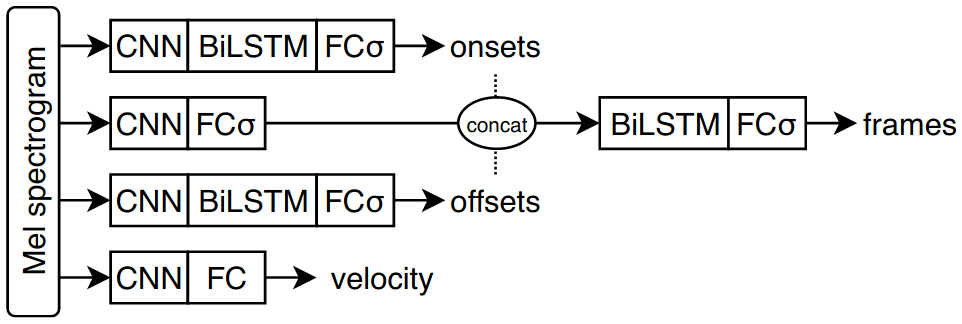 Mel spectrogram
CNN BiLSTM FCσ onsets
CNN FCσ concat BiLSTM FCσ frames
CNN BiLSTM FCσ offsets
CNN FC velocity